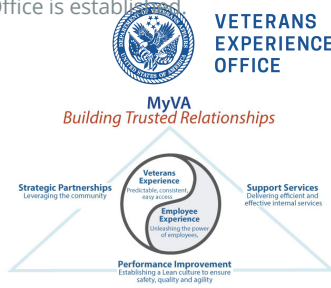 Office is established.
VETERANS
EXPERIENCE
OFFICE
MyVA
Building Trusted Relationships
Veterans
Experience
Predictable, consistent,
easy access
Strategic Partnerships
Leveraging the community
Support Services
Delivering efficient and
effective internal services
Employee
Experience
Unleashing the power
of employees,
Performance Improvement
Establishing a Lean culture to ensure
safety, quality and agility